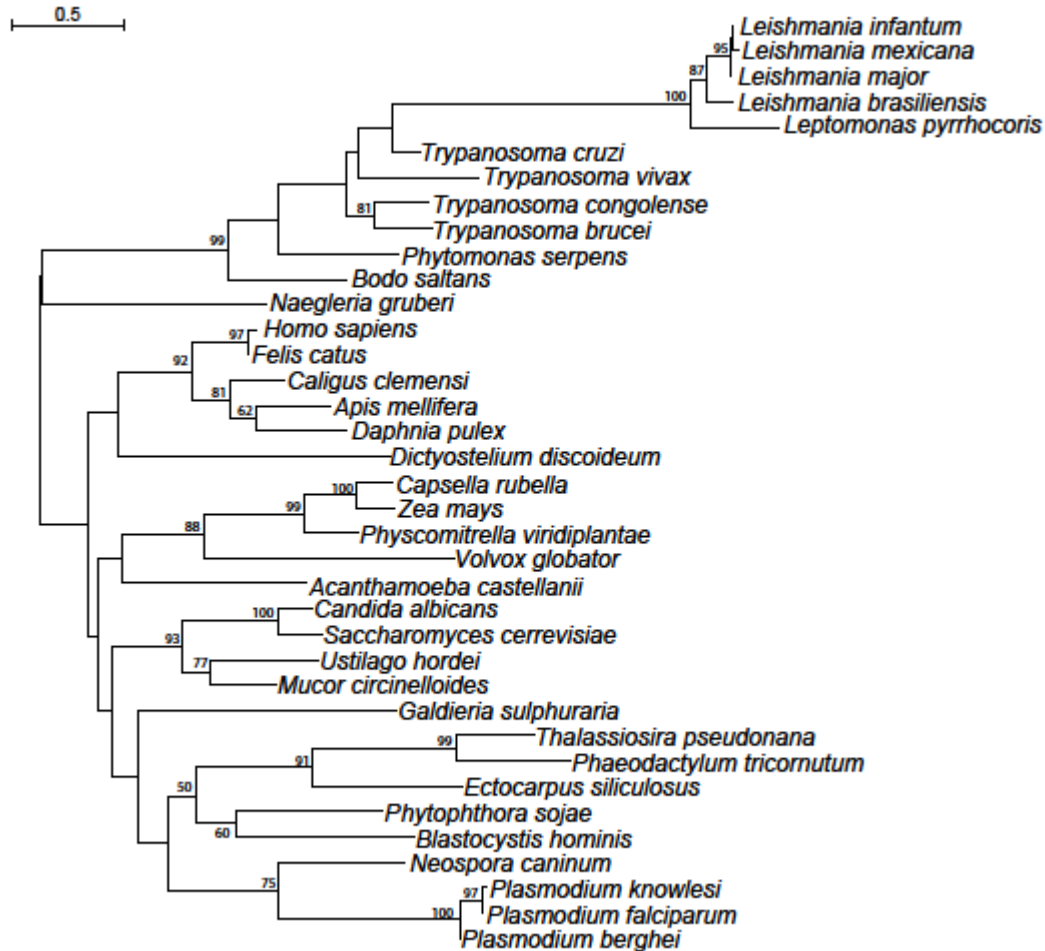 0.5
Leishmania infantum
95
Leishmania mexicana
Leishmania major
87
100
Leishmania brasiliensis
Leptomonas pyrrhocoris
Trypanosoma cruzi
Trypanosoma vivax
Trypanosoma congolense
81
Trypanosoma brucei
99
Phytomonas serpens
Bodo saltans
Naegleria gruberi
Homo sapiens
97
Felis catus
92
Caligus clemensi
81
Apis mellifera
62
Daphnia pulex
Dictyostelium discoideum
Capsella rubella
100
Zea mays
99
Physcomitrella viridiplantae
88
Volvox globator
Acanthamoeba castellanii
Candida albicans
100
Saccharomyces cerrevisiae
93
Ustilago hordei
77
Mucor circinelloides
Galdieria sulphuraria
Thalassiosira pseudonana
99
Phaeodactylum tricornutum
91
Ectocarpus siliculosus
50
Phytophthora sojae
60
Blastocystis hominis
Neospora caninum
75
Plasmodium knowlesi
97
Plasmodium falciparum
100
Plasmodium berghei